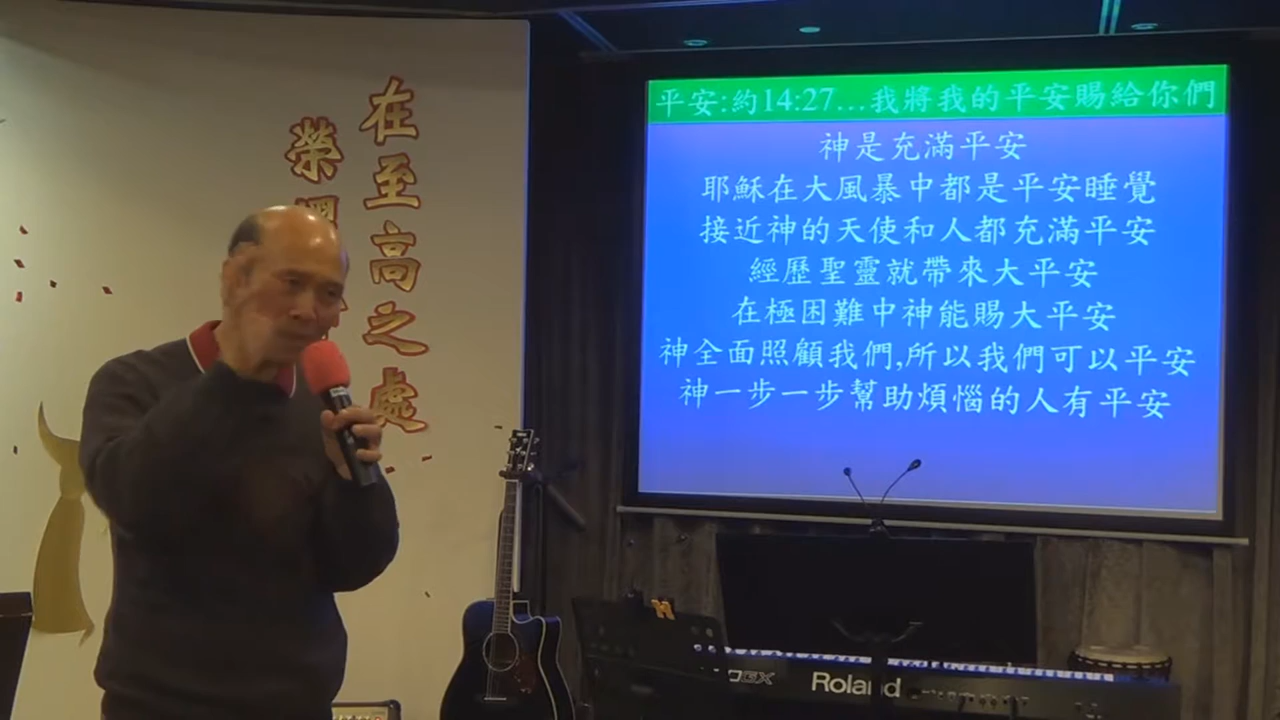 在至高之處
榮
平安:約14:27…我將我的平安賜給你們
神是充滿平安
耶穌在大風暴中都是平安睡覺
接近神的天使和人都充滿平安
經歷聖靈就帶來大平安
在極困難中神能賜大平安
神全面照顧我們,所以我們可以平安
神一步一步幫助煩惱的人有平安
Roland